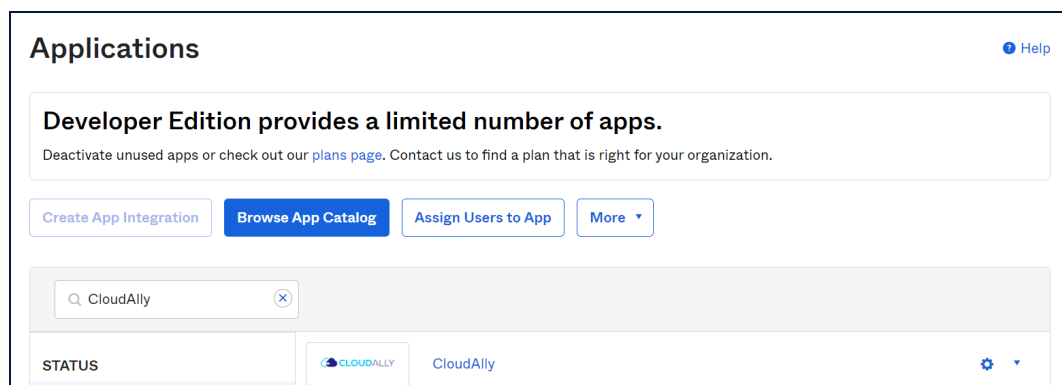 Applications
Help
Developer Edition provides a limited number of apps.
Deactivate unused apps or check out our plans page. Contact us to find a plan that is right for your organization.
Create App Integration
Browse App Catalog
Assign Users to App
More
CloudAlly
STATUS
CLOUDALLY
CloudAlly